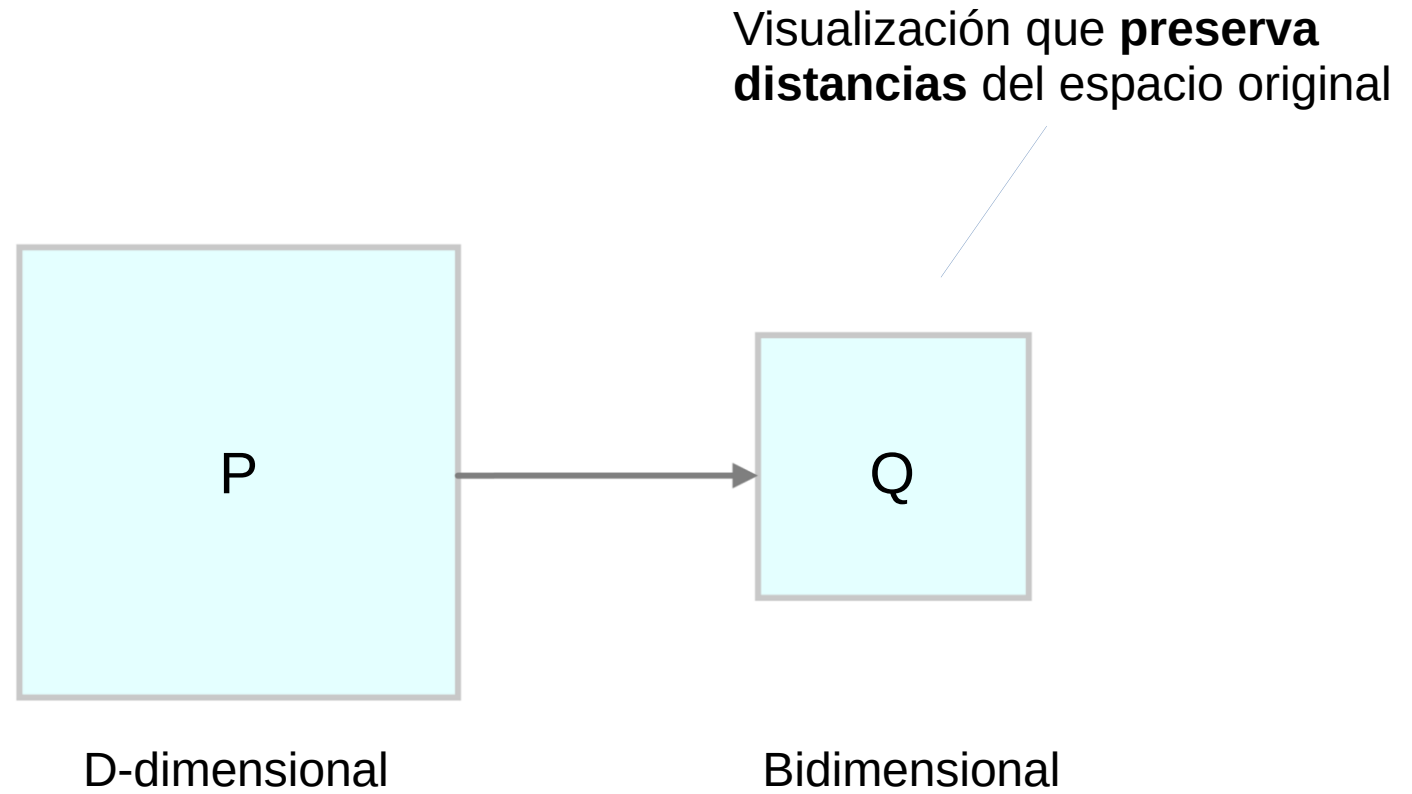 Visualización que preserva
distancias del espacio original
P
Q
D-dimensional
Bidimensional